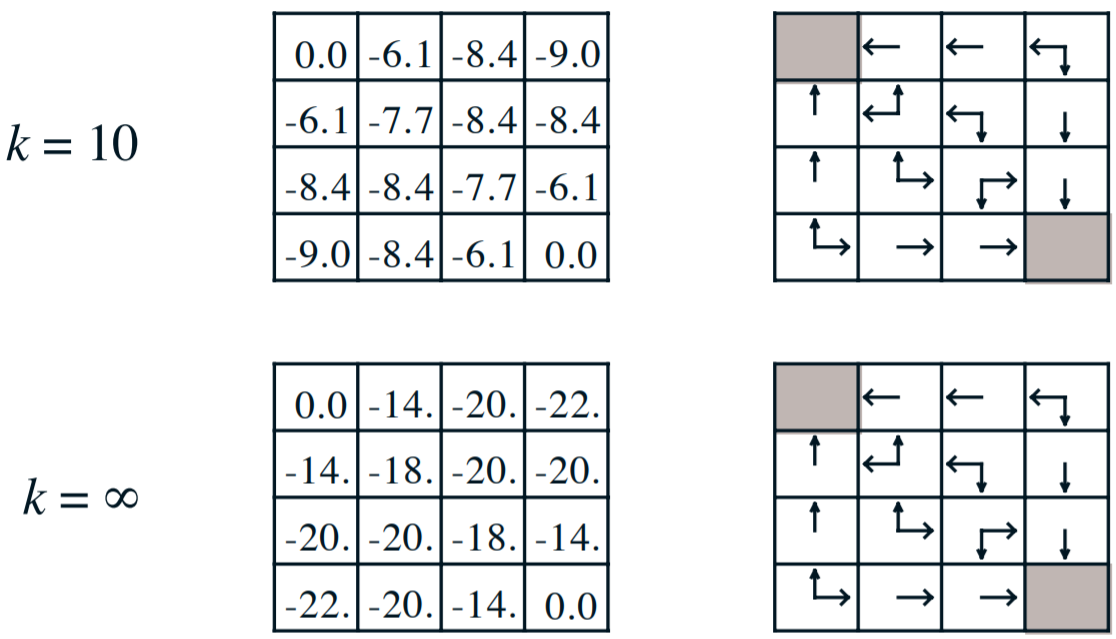 0.0 -6.1 -8.4 -9.0
-6.1 -7.7 -8.4 -8.4
k = 10
-8.4 -8.4 -7.7 -6.1
-9.0 -8.4 -6.1 0.0
0.0 -14. -20. -22.
-14. -18. -20. -20.
k = ∞
-20. -20. -18. -14.
-22. -20. -14. 0.0